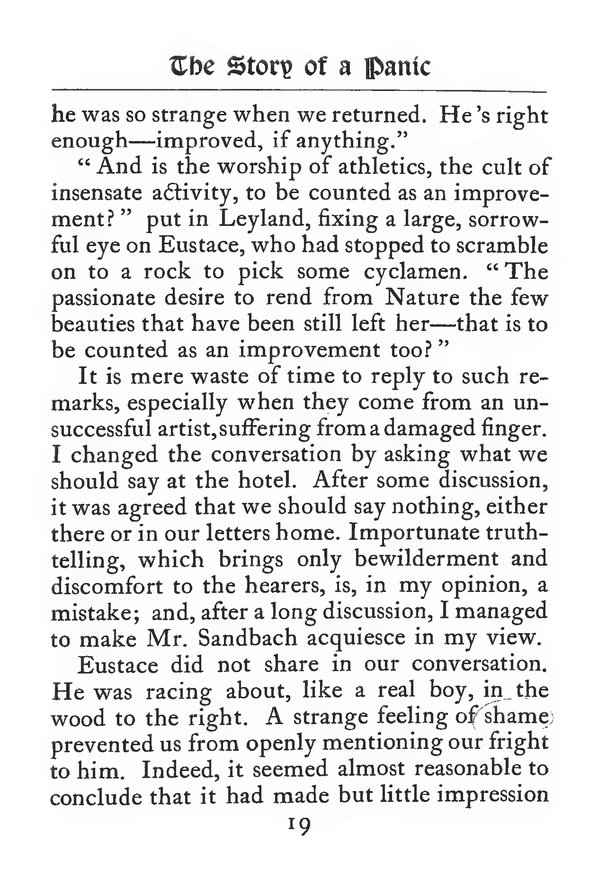 The Story of a Panic
he was so strange when we returned. He's right
enough—improved, if anything."
"And is the worship of athletics, the cult of
insensate activity, to be counted as an improve-
ment?" put in Leyland, fixing a large, sorrow-
ful eye on Eustace, who had stopped to scramble
on to a rock to pick some cyclamen. "The
passionate desire to rend from Nature the few
beauties that have been still left her—that is to
be counted as an improvement too?"
It is mere waste of time to reply to such re-
marks, especially when they come from an un-
successful artist, suffering from a damaged finger.
I changed the conversation by asking what we
should say at the hotel. After some discussion,
it was agreed that we should say nothing, either
there or in our letters home. Importunate truth-
telling, which brings only bewilderment and
discomfort to the hearers, is, in my opinion, a
mistake; and, after a long discussion, I managed
to make Mr. Sandbach acquiesce in my view.
Eustace did not share in our conversation.
He was racing about, like a real boy, in the
wood to the right. A strange feeling of shame
prevented us from openly mentioning our fright
to him. Indeed, it seemed almost reasonable to
conclude that it had made but little impression
19